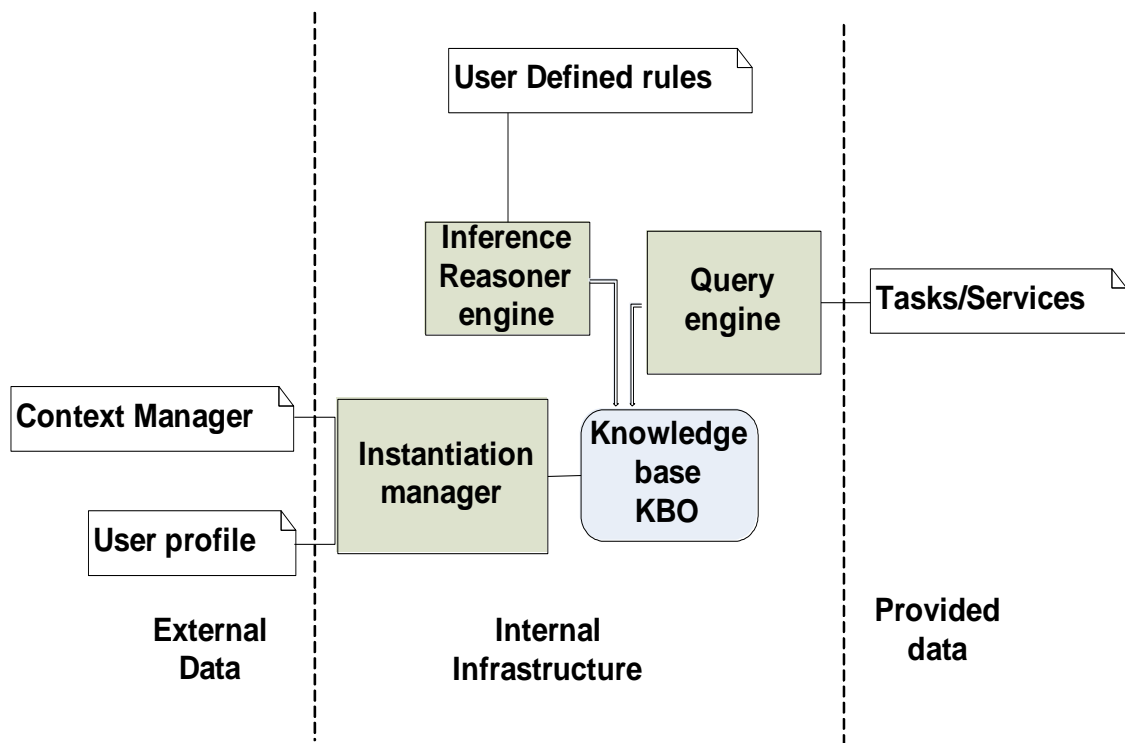 User Defined rules
Inference
Reasoner
engine
Query
engine
Tasks/Services
Context Manager
Instantiation
manager
Knowledge
base
KBO
User profile
External
Data
Internal
Infrastructure
Provided
data